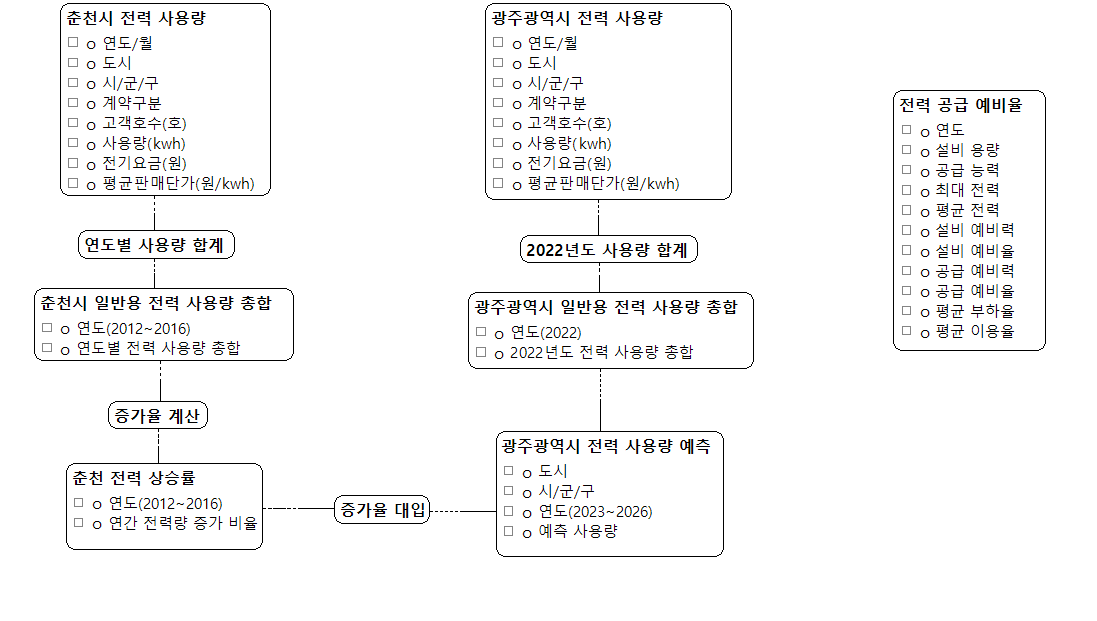 춘천시 전력 사용량
o 연도/월
o 도시
o 시/군/구
o 계약구분
o 고객호수(호)
o 사용량(kwh)
o 전기요금(원)
o 평균판매단가(원/kwh)
연도별 사용량 합계
춘천시 일반용 전력 사용량 총합
o 연도(2012~2016)
o 연도별 전력 사용량 총합
증가율 계산
춘천 전력 상승률
o 연도(2012~2016)
o 연간 전력량 증가 비율
증가율 대입
광주광역시 전력 사용량
o 연도/월
o 도시
o 시/군/구
o 계약구분
o 고객호수(호)
o 사용량(kwh)
o 전기요금(원)
o 평균판매단가(원/kwh)
2022년도 사용량 합계
광주광역시 일반용 전력 사용량 총합
o 연도(2022)
o 2022년도 전력 사용량 총합
광주광역시 전력 사용량 예측
o 도시
o 시/군/구
o 연도(2023~2026)
o 예측 사용량
전력 공급 예비율
o 연도
o 설비 용량
o 공급 능력
o 최대 전력
o 평균 전력
o 설비 예비력
o 설비 예비율
o 공급 예비력
o 공급 예비율
o 평균 부하율
o 평균 이용율